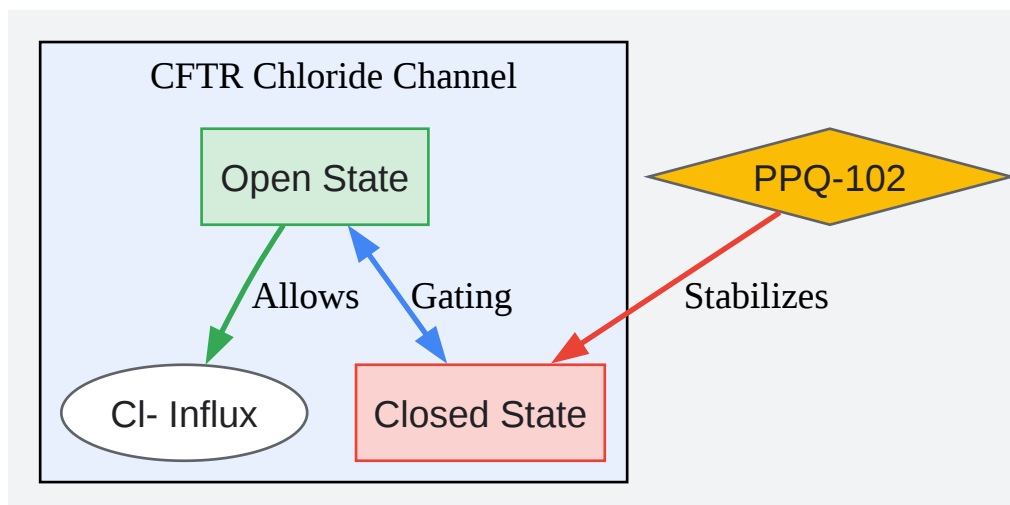 CFTR Chloride Channel
Open State
PPQ-102
Allows
Gating
Stabilizes
Cl- Influx
Closed State